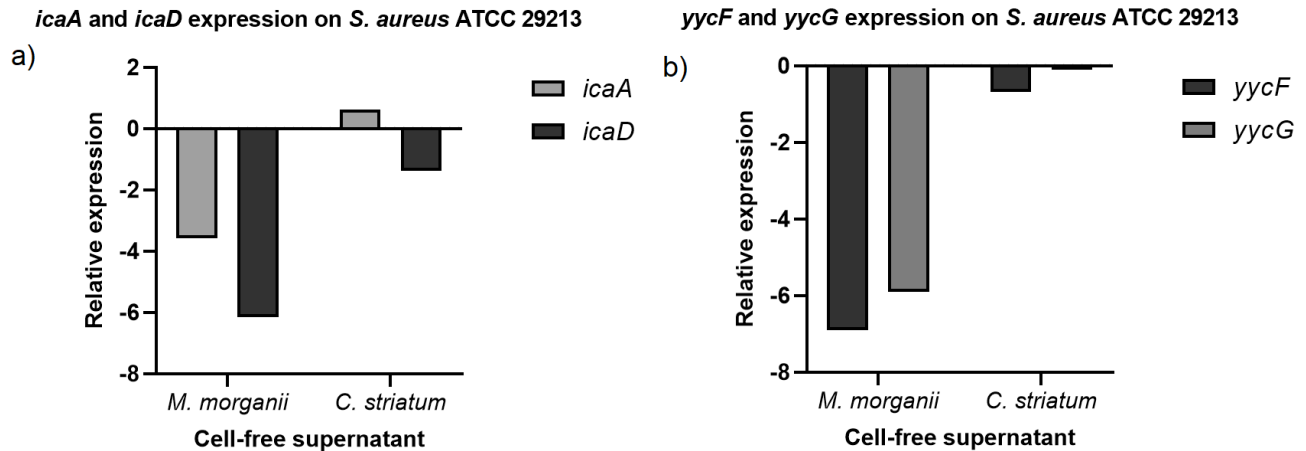 icaA and icaD expression on S. aureus ATCC 29213
a)
2
0
-2
-4
-6
-8
Relative expression
icaA
icaD
M. morganii
C. striatum
Cell-free supernatant
yycF and yycG expression on S. aureus ATCC 29213
b)
0
-2
-4
-6
-8
Relative expression
yycF
yycG
M. morganii
C. striatum
Cell-free supernatant